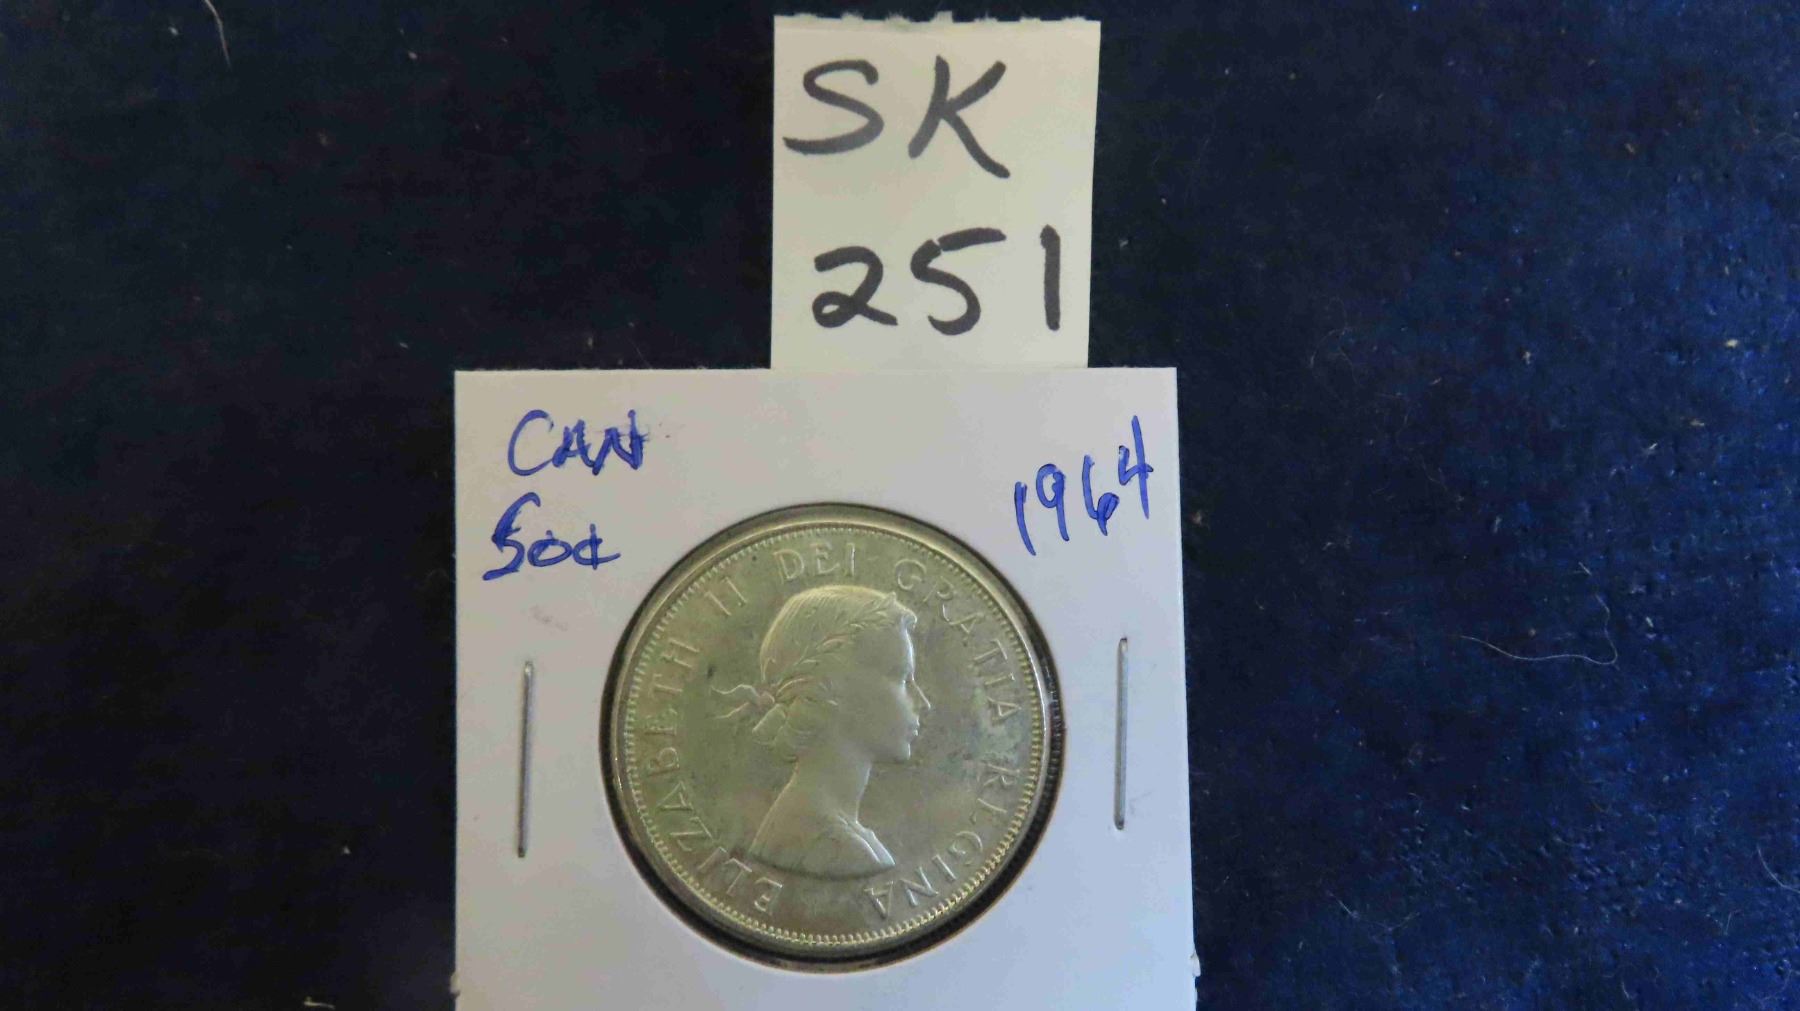 SK
251
CAN
50¢
1964
ELIZABETH II DEI GRATIA REGINA